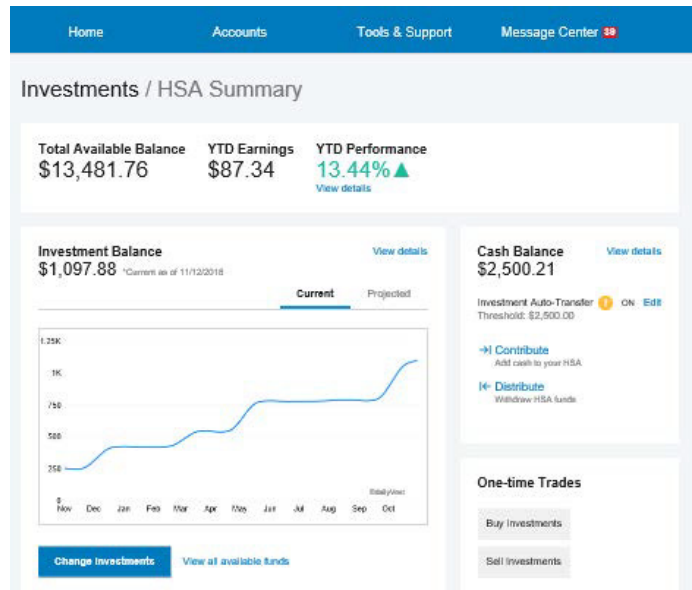 Home Accounts Tools & Support Message Center
Investments / HSA Summary
Total Available Balance YTD Earnings YTD Performance
$13,481.76 $87.34 13.44%
View details
Investment Balance View details
$1,097.88 *Current as of 11/12/2018
Current Projected
1.25K
1K
750
500
250
0
Nov Dec Jan Feb Mar Apr May Jun Jul Aug Sep Oct
Change Investments View all available funds
Cash Balance View details
$2,500.21
Investment Auto-Transfer ON Edit
Threshold: $2,500.00
Contribute
Add cash to your HSA
Distribute
Withdraw HSA funds
One-time Trades
Buy Investments
Sell Investments